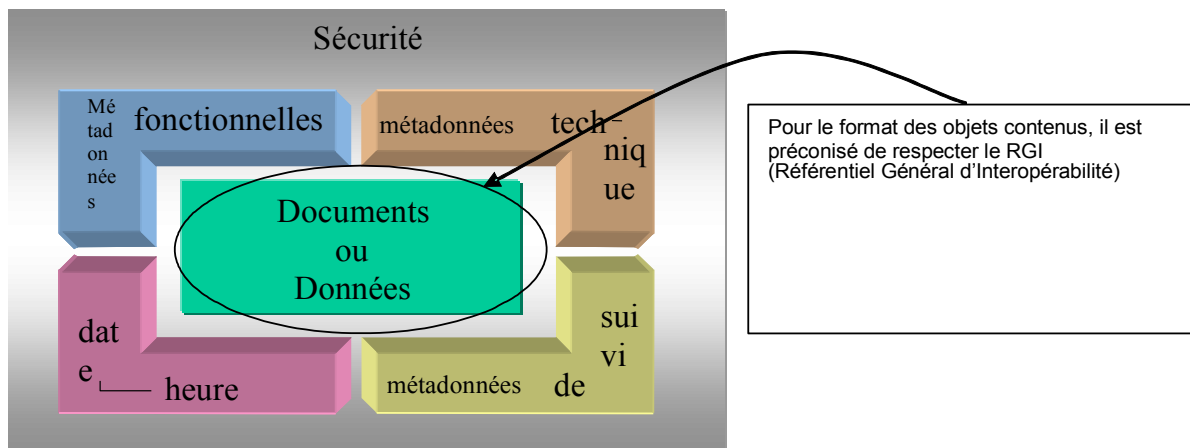 Sécurité
Mé
tad
on
née
s
fonctionnelles
métadonnées tech-
niq
ue
Documents
ou
Données
dat
e
heure
métadonnées de
sui
vi
Pour le format des objets contenus, il est
préconisé de respecter le RGI
(Référentiel Général d’Interopérabilité)